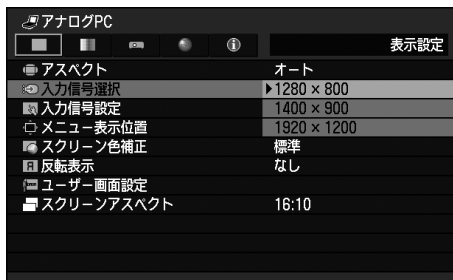 アナログPC
表示設定
アスペクト オート
入力信号選択 ▶1280 × 800
入力信号設定 1400 × 900
メニュー表示位置 1920 × 1200
スクリーン色補正 標準
反転表示 なし
ユーザー画面設定
スクリーンアスペクト 16:10